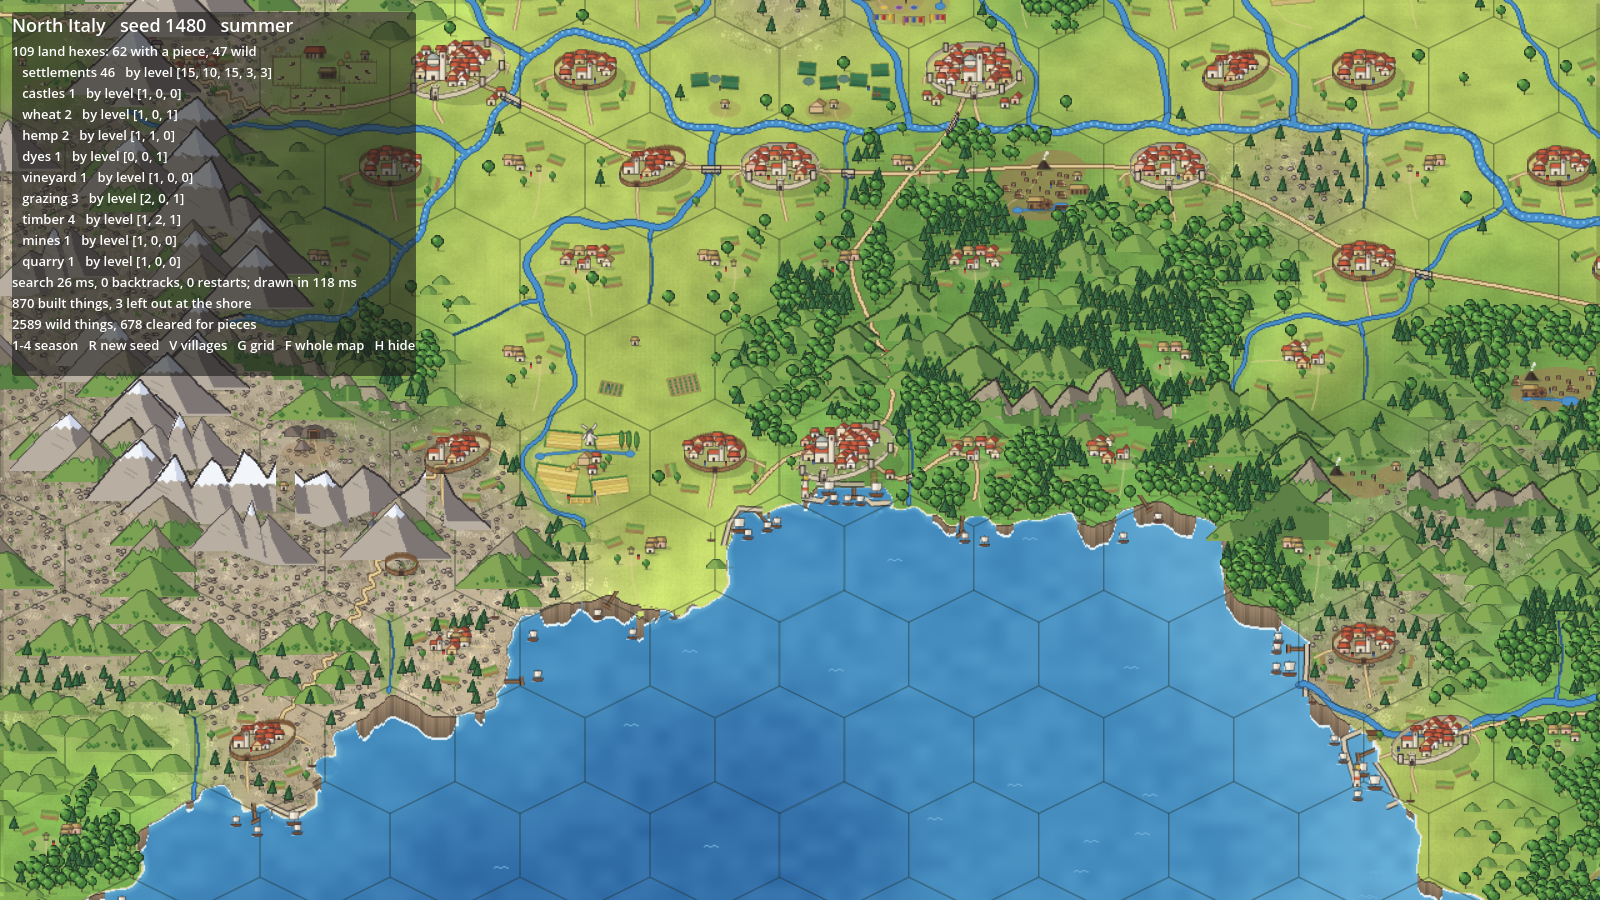 North Italy   seed 1480   summer
109 land hexes: 62 with a piece, 47 wild
settlements 46   by level [15, 10, 15, 3, 3]
castles 1   by level [1, 0, 0]
wheat 2   by level [1, 0, 1]
hemp 2   by level [1, 1, 0]
dyes 1   by level [0, 0, 1]
vineyard 1   by level [1, 0, 0]
grazing 3   by level [2, 0, 1]
timber 4   by level [1, 2, 1]
mines 1   by level [1, 0, 0]
quarry 1   by level [1, 0, 0]
search 26 ms, 0 backtracks, 0 restarts; drawn in 118 ms
870 built things, 3 left out at the shore
2589 wild things, 678 cleared for pieces
1-4 season   R new seed   V villages   G grid   F whole map   H hide